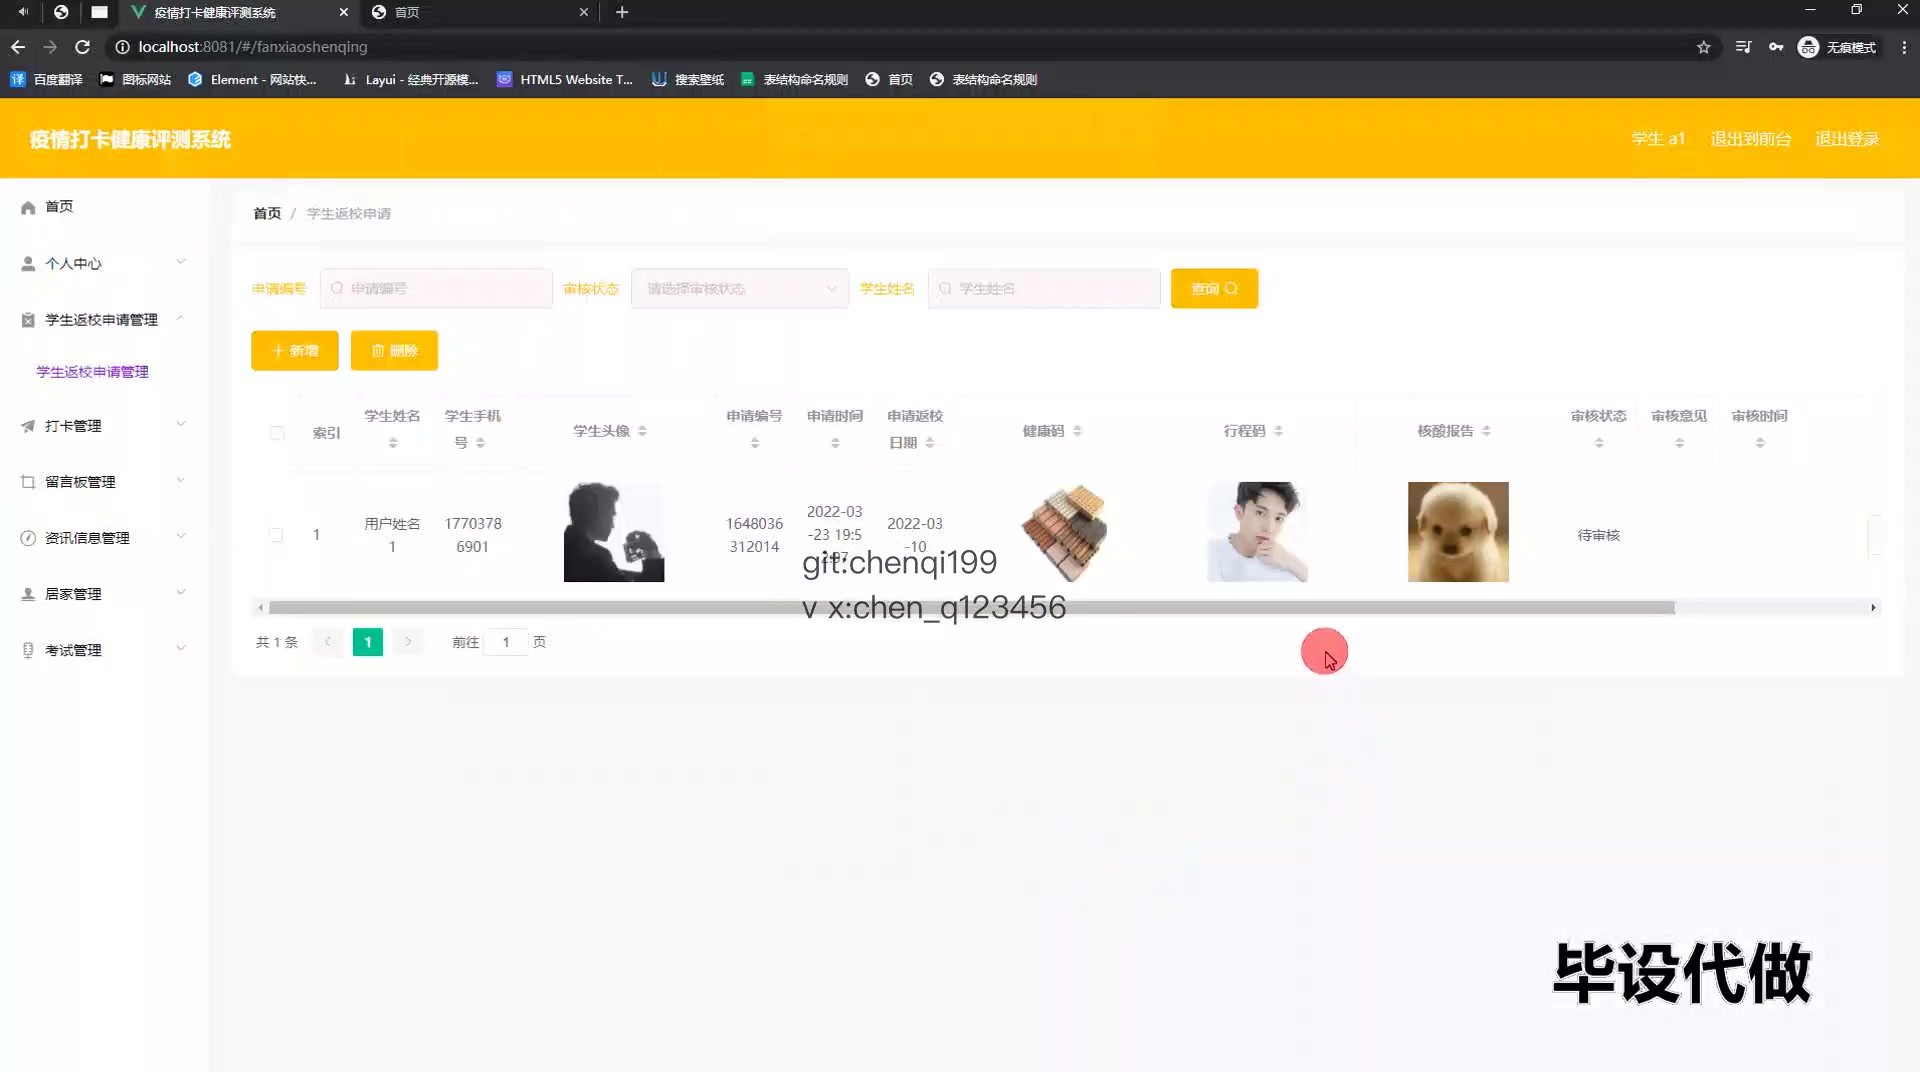 疫情打卡健康评测系统
首页
localhost:8081/#/fanxiaoshenqing
无痕模式
百度翻译
图标网站
Element - 网站快...
Layui - 经典开源模...
HTML5 Website T...
搜索壁纸
表结构命名规则
首页
表结构命名规则
疫情打卡健康评测系统
学生 a1
退出到前台
退出登录
首页
个人中心
学生返校申请管理
学生返校申请管理
打卡管理
留言板管理
资讯信息管理
居家管理
考试管理
首页 / 学生返校申请
申请编号
申请编号
审核状态
请选择审核状态
学生姓名
学生姓名
查询
新增
删除
索引
学生姓名
学生手机
号
学生头像
申请编号
申请时间
申请返校
日期
健康码
行程码
核酸报告
审核状态
审核意见
审核时间
1
用户姓名
1
1770378
6901
1648036
312014
2022-03
-23 19:5
2022-03
-10
待审核
git:chenqi199
v x:chen_q123456
共 1 条
1
前往 1 页
毕设代做